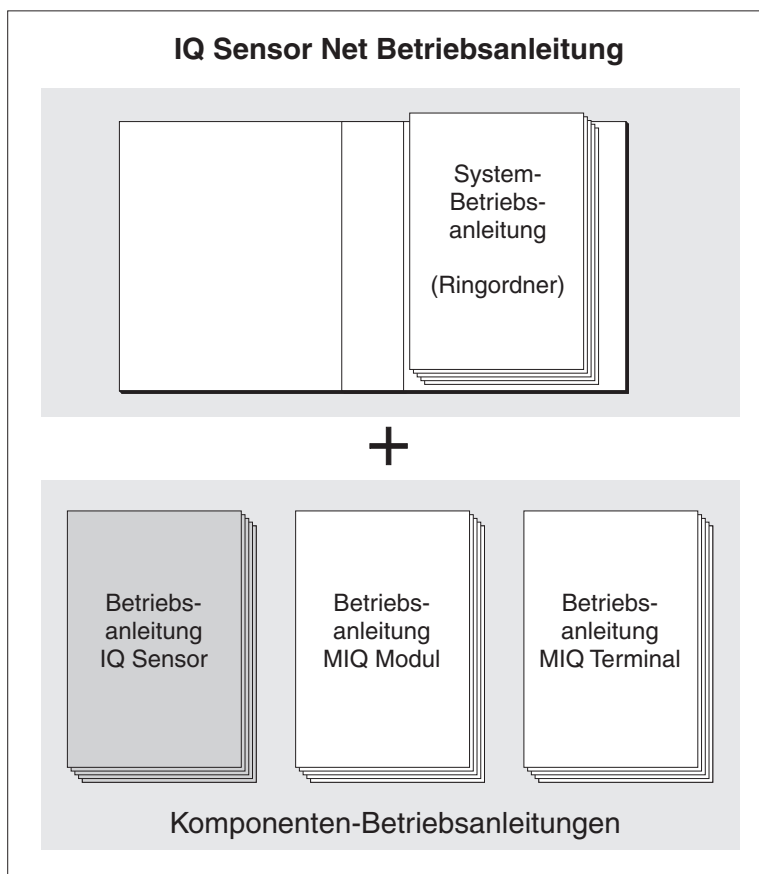 IQ Sensor Net Betriebsanleitung
System-
Betriebs-
anleitung
(Ringordner)
+
Betriebs-
anleitung
IQ Sensor
Betriebs-
anleitung
MIQ Modul
Betriebs-
anleitung
MIQ Terminal
Komponenten-Betriebsanleitungen